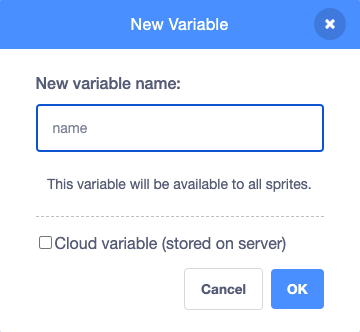 New Variable
New variable name:
name
This variable will be available to all sprites.
Cloud variable (stored on server)
Cancel
OK